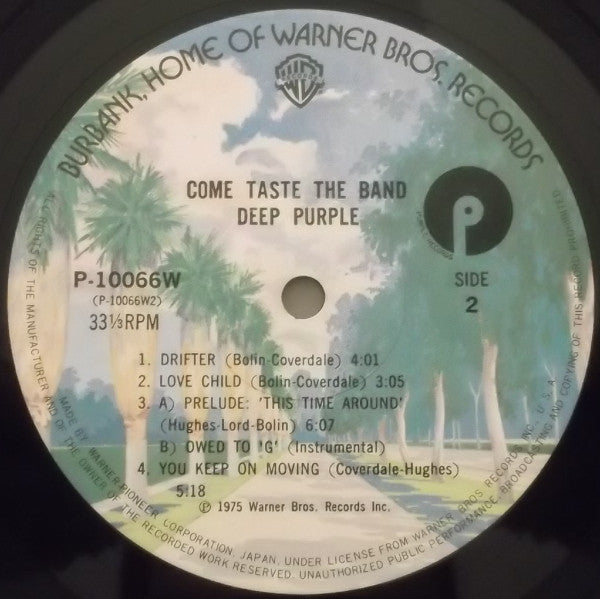 BURBANK, HOME OF WARNER BROS. RECORDS
COME TASTE THE BAND
DEEP PURPLE
P-10066W
(P-10066W2)
33⅓RPM
SIDE
2
1. DRIFTER (Bolin-Coverdale) 4:01
2. LOVE CHILD (Bolin-Coverdale) 3:05
3. A) PRELUDE: 'THIS TIME AROUND'
(Hughes-Lord-Bolin) 6:07
B) OWED TO 'G' (Instrumental)
4. YOU KEEP ON MOVING (Coverdale-Hughes)
5:18
℗ 1975 Warner Bros. Records Inc.
MADE BY WARNER-PIONEER CORPORATION, JAPAN, UNDER LICENSE FROM WARNER BROS RECORDS INC., U.S.A.
ALL RIGHTS OF THE MANUFACTURER AND OF THE OWNER OF THE RECORDED WORK RESERVED. UNAUTHORIZED PUBLIC PERFORMANCE, BROADCASTING AND COPYING OF THIS RECORD PROHIBITED